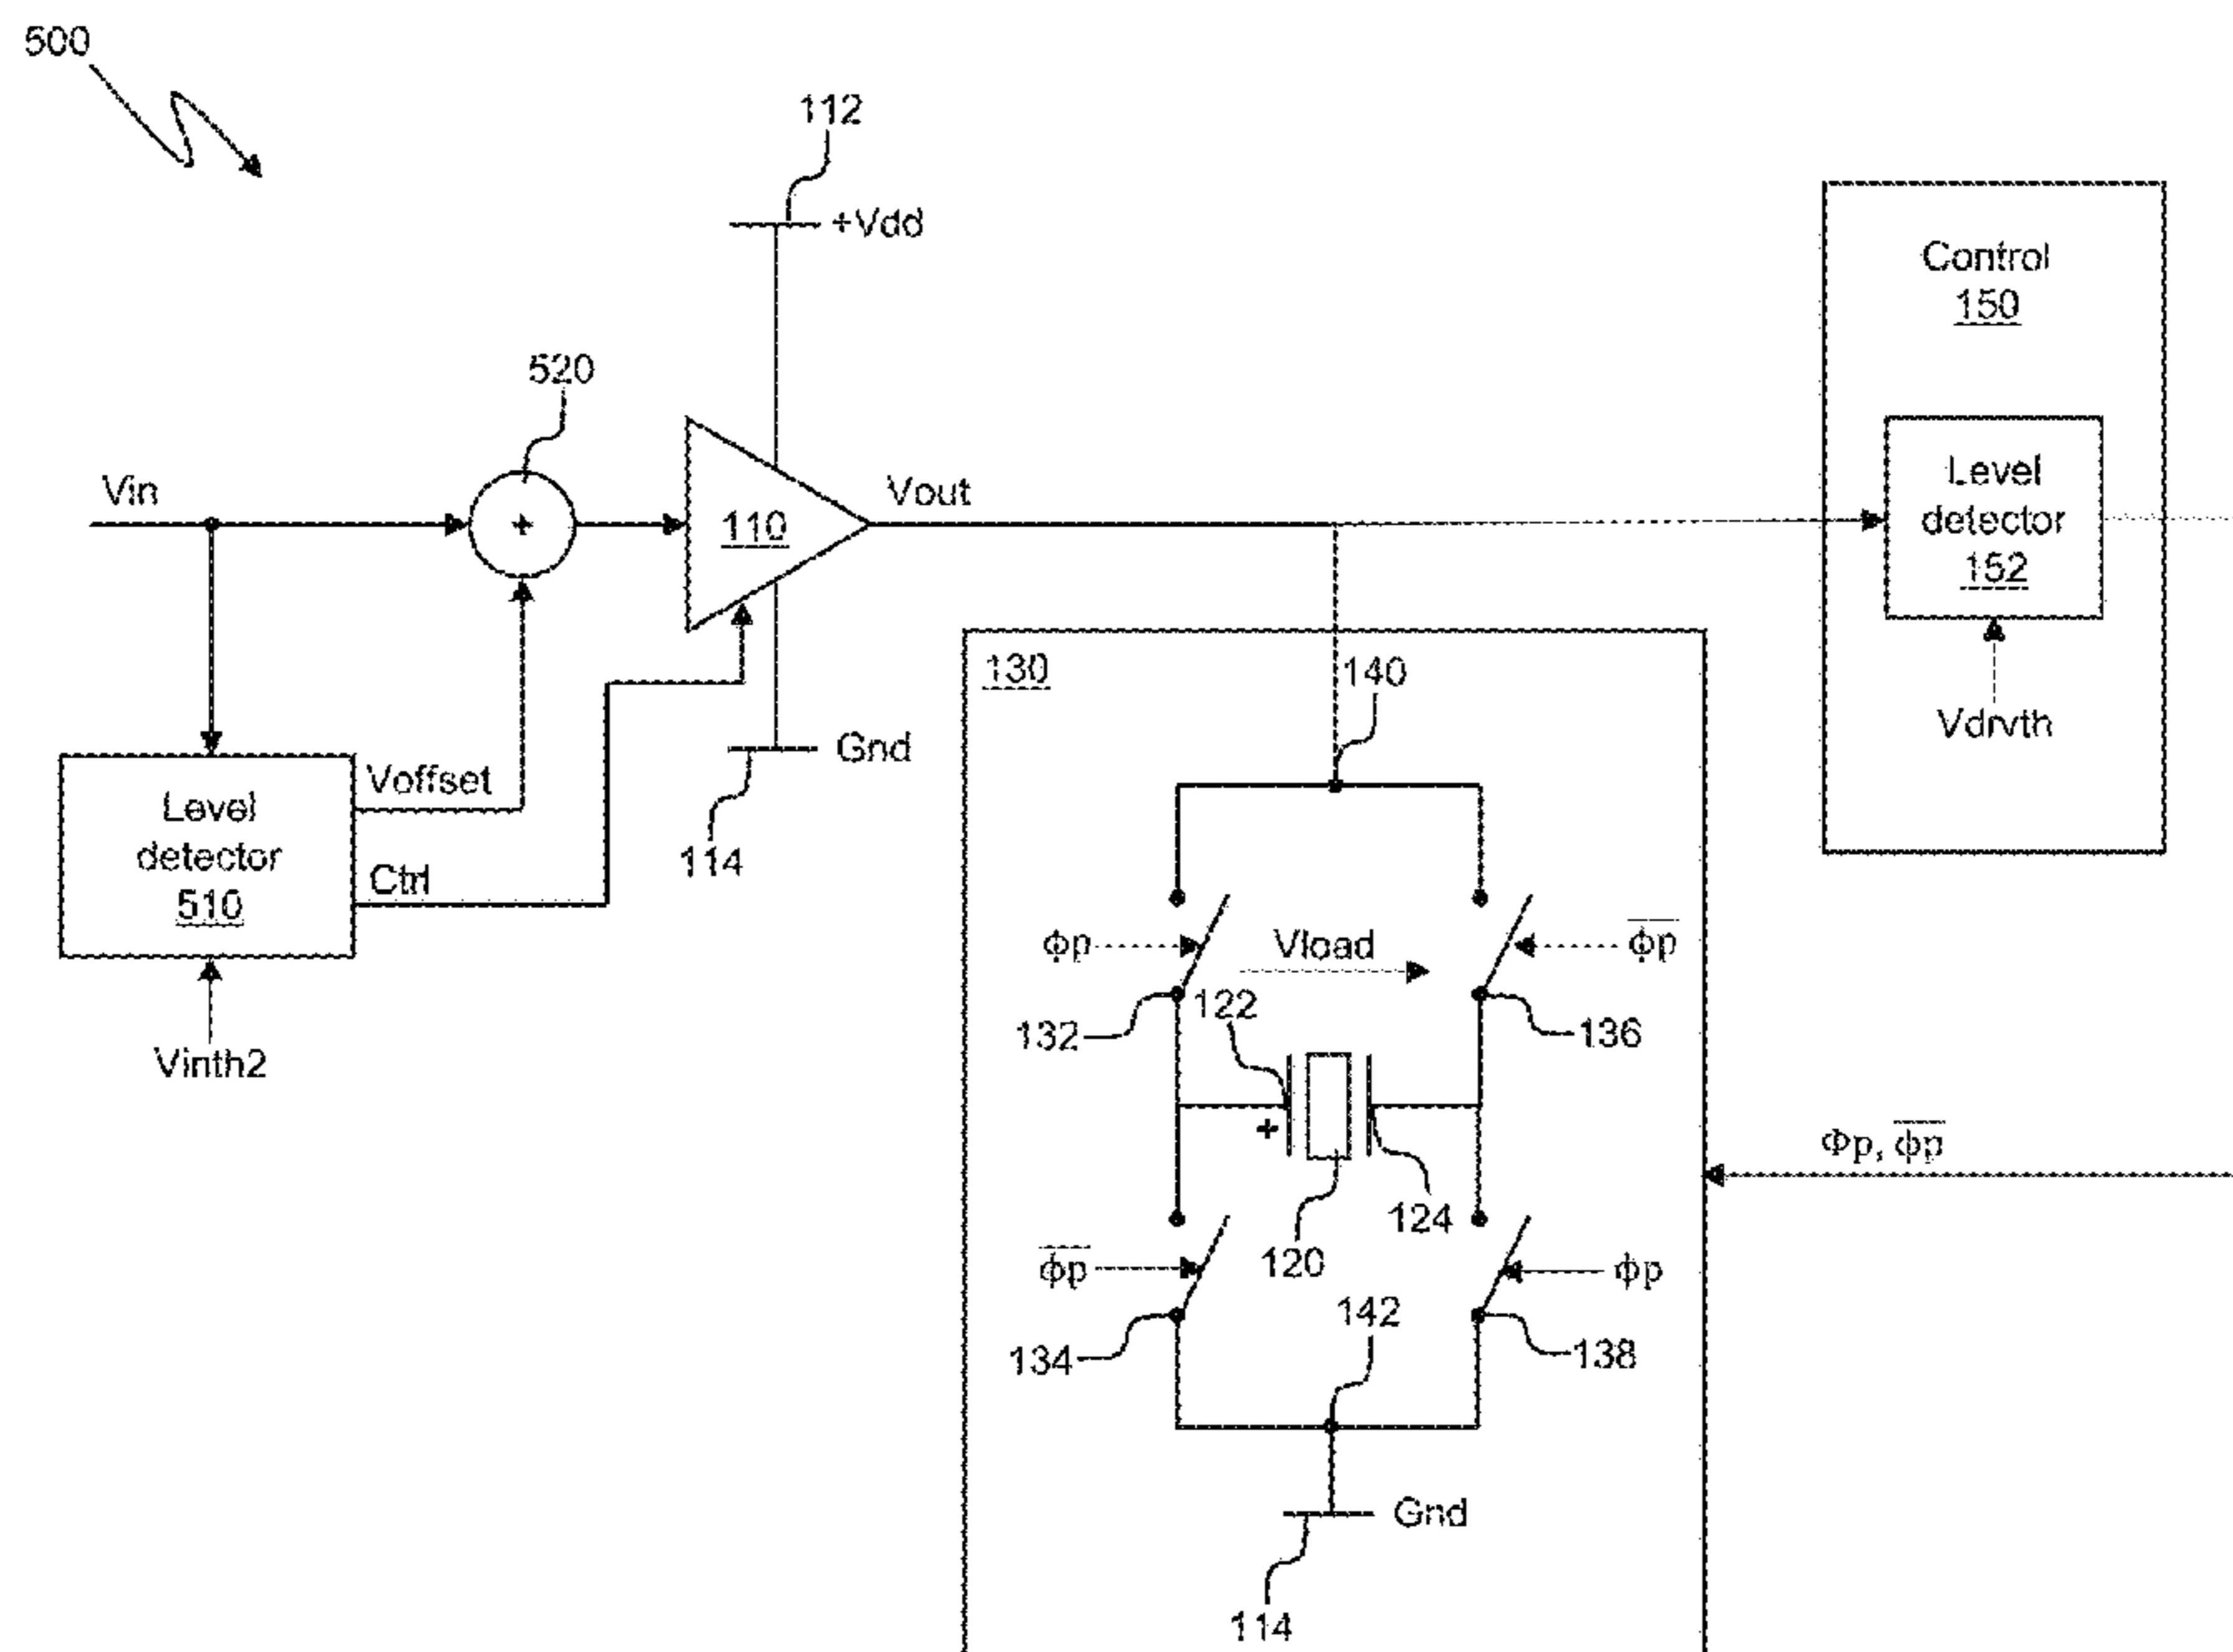 500
112
+Vdd
Control
150
520
Vin
110
Vout
Level
detector
152
Vdrvth
130
140
Gnd
114
Voffset
Level
detector
510
Ctrl
Vinth2
ϕp
Vload
ϕp̅
132
122
136
+
120
124
Φp, ϕp̅
ϕp̅
ϕp
134
142
138
Gnd
114
+